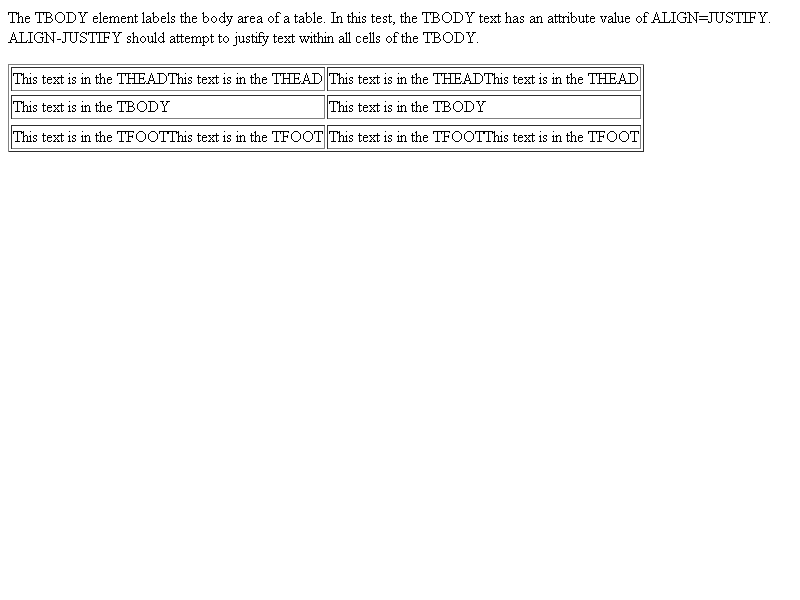 The TBODY element labels the body area of a table. In this test, the TBODY text has an attribute value of ALIGN=JUSTIFY.
ALIGN-JUSTIFY should attempt to justify text within all cells of the TBODY.
This text is in the THEADThis text is in the THEAD This text is in the THEADThis text is in the THEAD
This text is in the TBODY This text is in the TBODY
This text is in the TFOOTThis text is in the TFOOT This text is in the TFOOTThis text is in the TFOOT